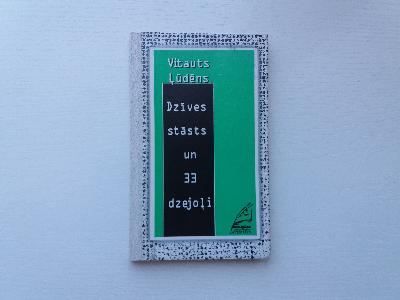 Vitauts
Ļūdēns
Dzīves
stāsts
un
33
dzejoļi